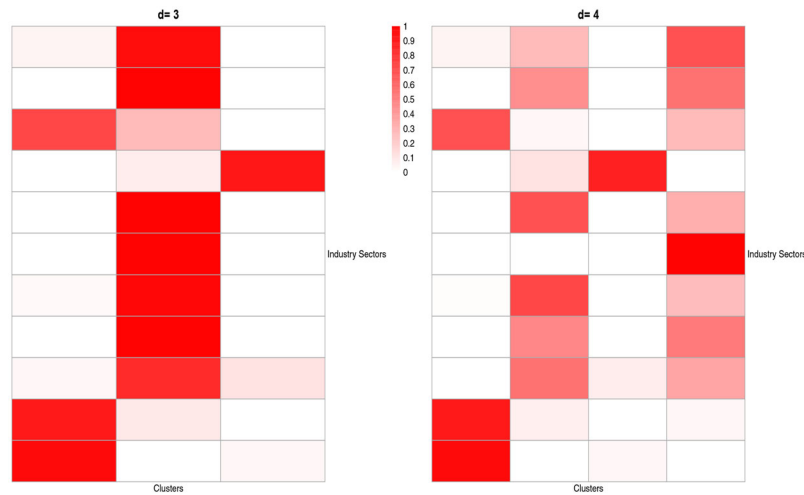 d= 3
d= 4
1
0.9
0.8
0.7
0.6
0.5
0.4
0.3
0.2
0.1
0
Industry Sectors
Industry Sectors
Clusters
Clusters